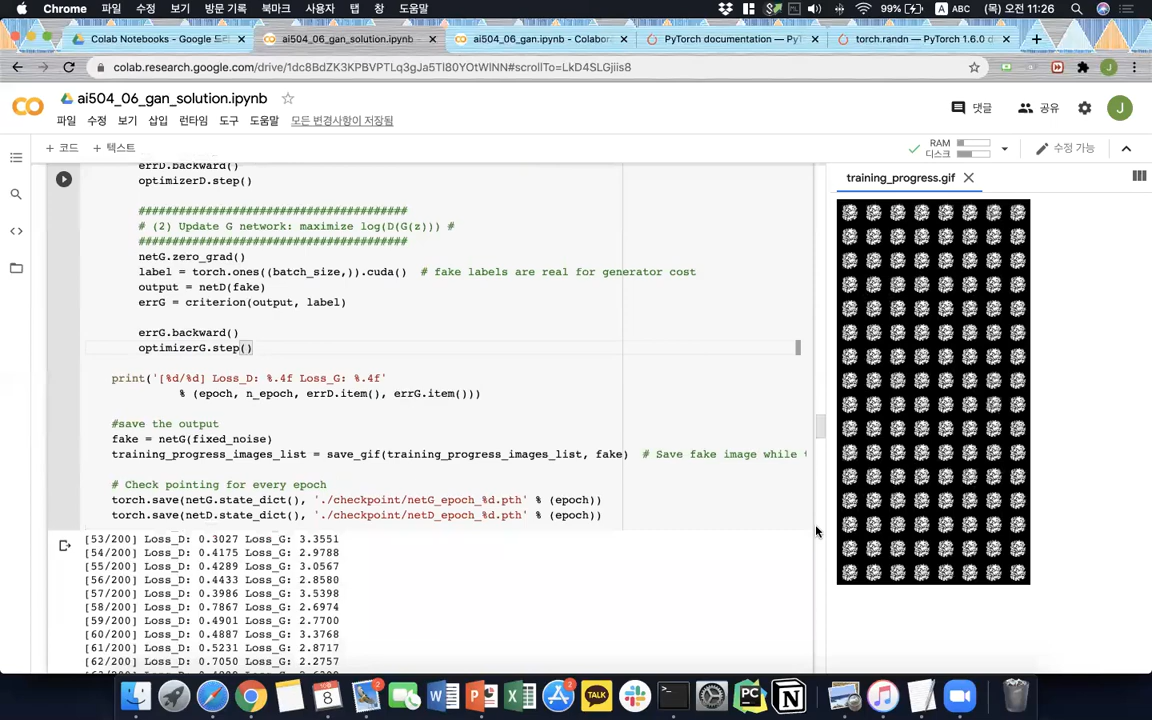 Chrome 파일 수정 보기 방문 기록 북마크 사용자 탭 창 도움말 99% A ABC (목) 오전 11:26
Colab Notebooks - Google 드 ai504_06_gan_solution.ipynb - ai504_06_gan.ipynb - Colabor PyTorch documentation — PyT torch.randn — PyTorch 1.6.0 d
colab.research.google.com/drive/1dc8BdZK3KPBVPTLq3gJa5Tl80YOtWlNN#scrollTo=LkD4SLGjiis8
ai504_06_gan_solution.ipynb
댓글 공유 J
파일 수정 보기 삽입 런타임 도구 도움말 모든 변경사항이 저장됨
+ 코드 + 텍스트
RAM
디스크
수정 가능
training_progress.gif
errD.backward()
optimizerD.step()
#######################################
# (2) Update G network: maximize log(D(G(z))) #
#######################################
netG.zero_grad()
label = torch.ones((batch_size,)).cuda() # fake labels are real for generator cost
output = netD(fake)
errG = criterion(output, label)
errG.backward()
optimizerG.step()
print('[%d/%d] Loss_D: %.4f Loss_G: %.4f'
% (epoch, n_epoch, errD.item(), errG.item()))
#save the output
fake = netG(fixed_noise)
training_progress_images_list = save_gif(training_progress_images_list, fake) # Save fake image while t
# Check pointing for every epoch
torch.save(netG.state_dict(), './checkpoint/netG_epoch_%d.pth' % (epoch))
torch.save(netD.state_dict(), './checkpoint/netD_epoch_%d.pth' % (epoch))
[53/200] Loss_D: 0.3027 Loss_G: 3.3551
[54/200] Loss_D: 0.4175 Loss_G: 2.9788
[55/200] Loss_D: 0.4289 Loss_G: 3.0567
[56/200] Loss_D: 0.4433 Loss_G: 2.8580
[57/200] Loss_D: 0.3986 Loss_G: 3.5398
[58/200] Loss_D: 0.7867 Loss_G: 2.6974
[59/200] Loss_D: 0.4901 Loss_G: 2.7700
[60/200] Loss_D: 0.4887 Loss_G: 3.3768
[61/200] Loss_D: 0.5231 Loss_G: 2.8717
[62/200] Loss_D: 0.7050 Loss_G: 2.2757